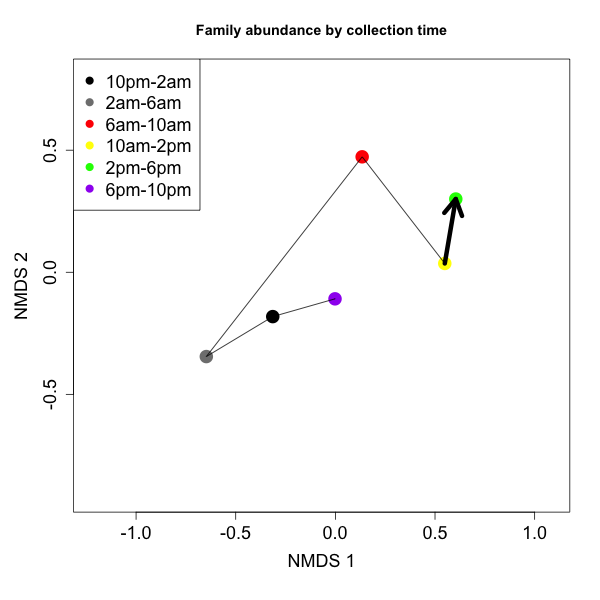 Family abundance by collection time
10pm-2am
2am-6am
6am-10am
10am-2pm
2pm-6pm
6pm-10pm
0.5
0.0
-0.5
NMDS 2
-1.0 -0.5 0.0 0.5 1.0
NMDS 1